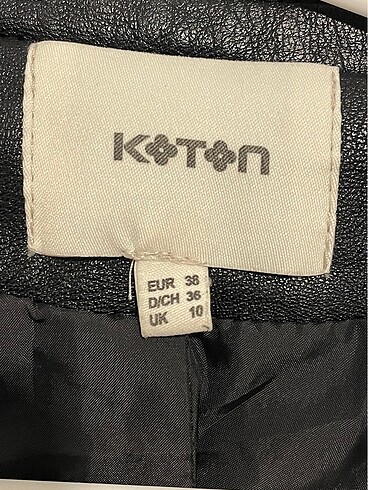 KOTON
EUR 38
D/CH 36
UK 10